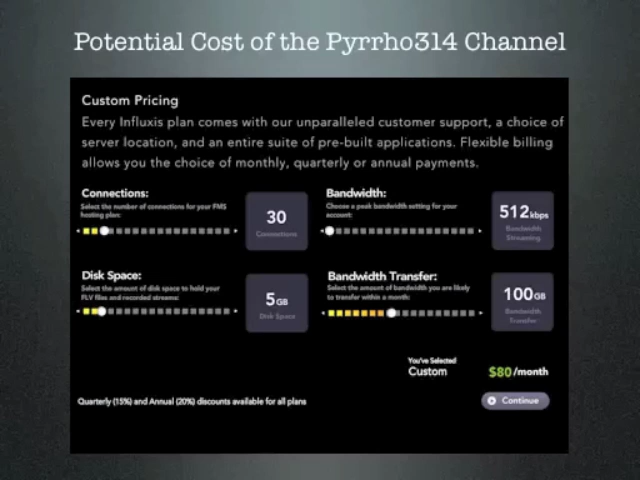 Potential Cost of the Pyrrho314 Channel
Custom Pricing
Every Influxis plan comes with our unparalleled customer support, a choice of
server location, and an entire suite of pre-built applications. Flexible billing
allows you the choice of monthly, quarterly or annual payments.
Connections:
Select the number of connections for your FMS
hosting plan:
30
Connections
Bandwidth:
Choose a peak bandwidth setting for your
account:
512kbps
Bandwidth
Streaming
Disk Space:
Select the amount of disk space to hold your
FLV files and recorded streams:
5GB
Disk Space
Bandwidth Transfer:
Select the amount of bandwidth you are likely
to transfer within a month:
100GB
Bandwidth
Transfer
You've Selected
Custom
$80/month
Quarterly (15%) and Annual (20%) discounts available for all plans
Continue